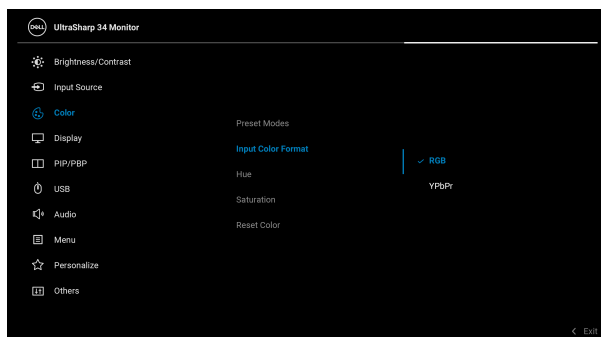 DELL
UltraSharp 34 Monitor
Brightness/Contrast
Input Source
Color
Display
PIP/PBP
USB
Audio
Menu
Personalize
Others
Preset Modes
Input Color Format
Hue
Saturation
Reset Color
RGB
YPbPr
Exit